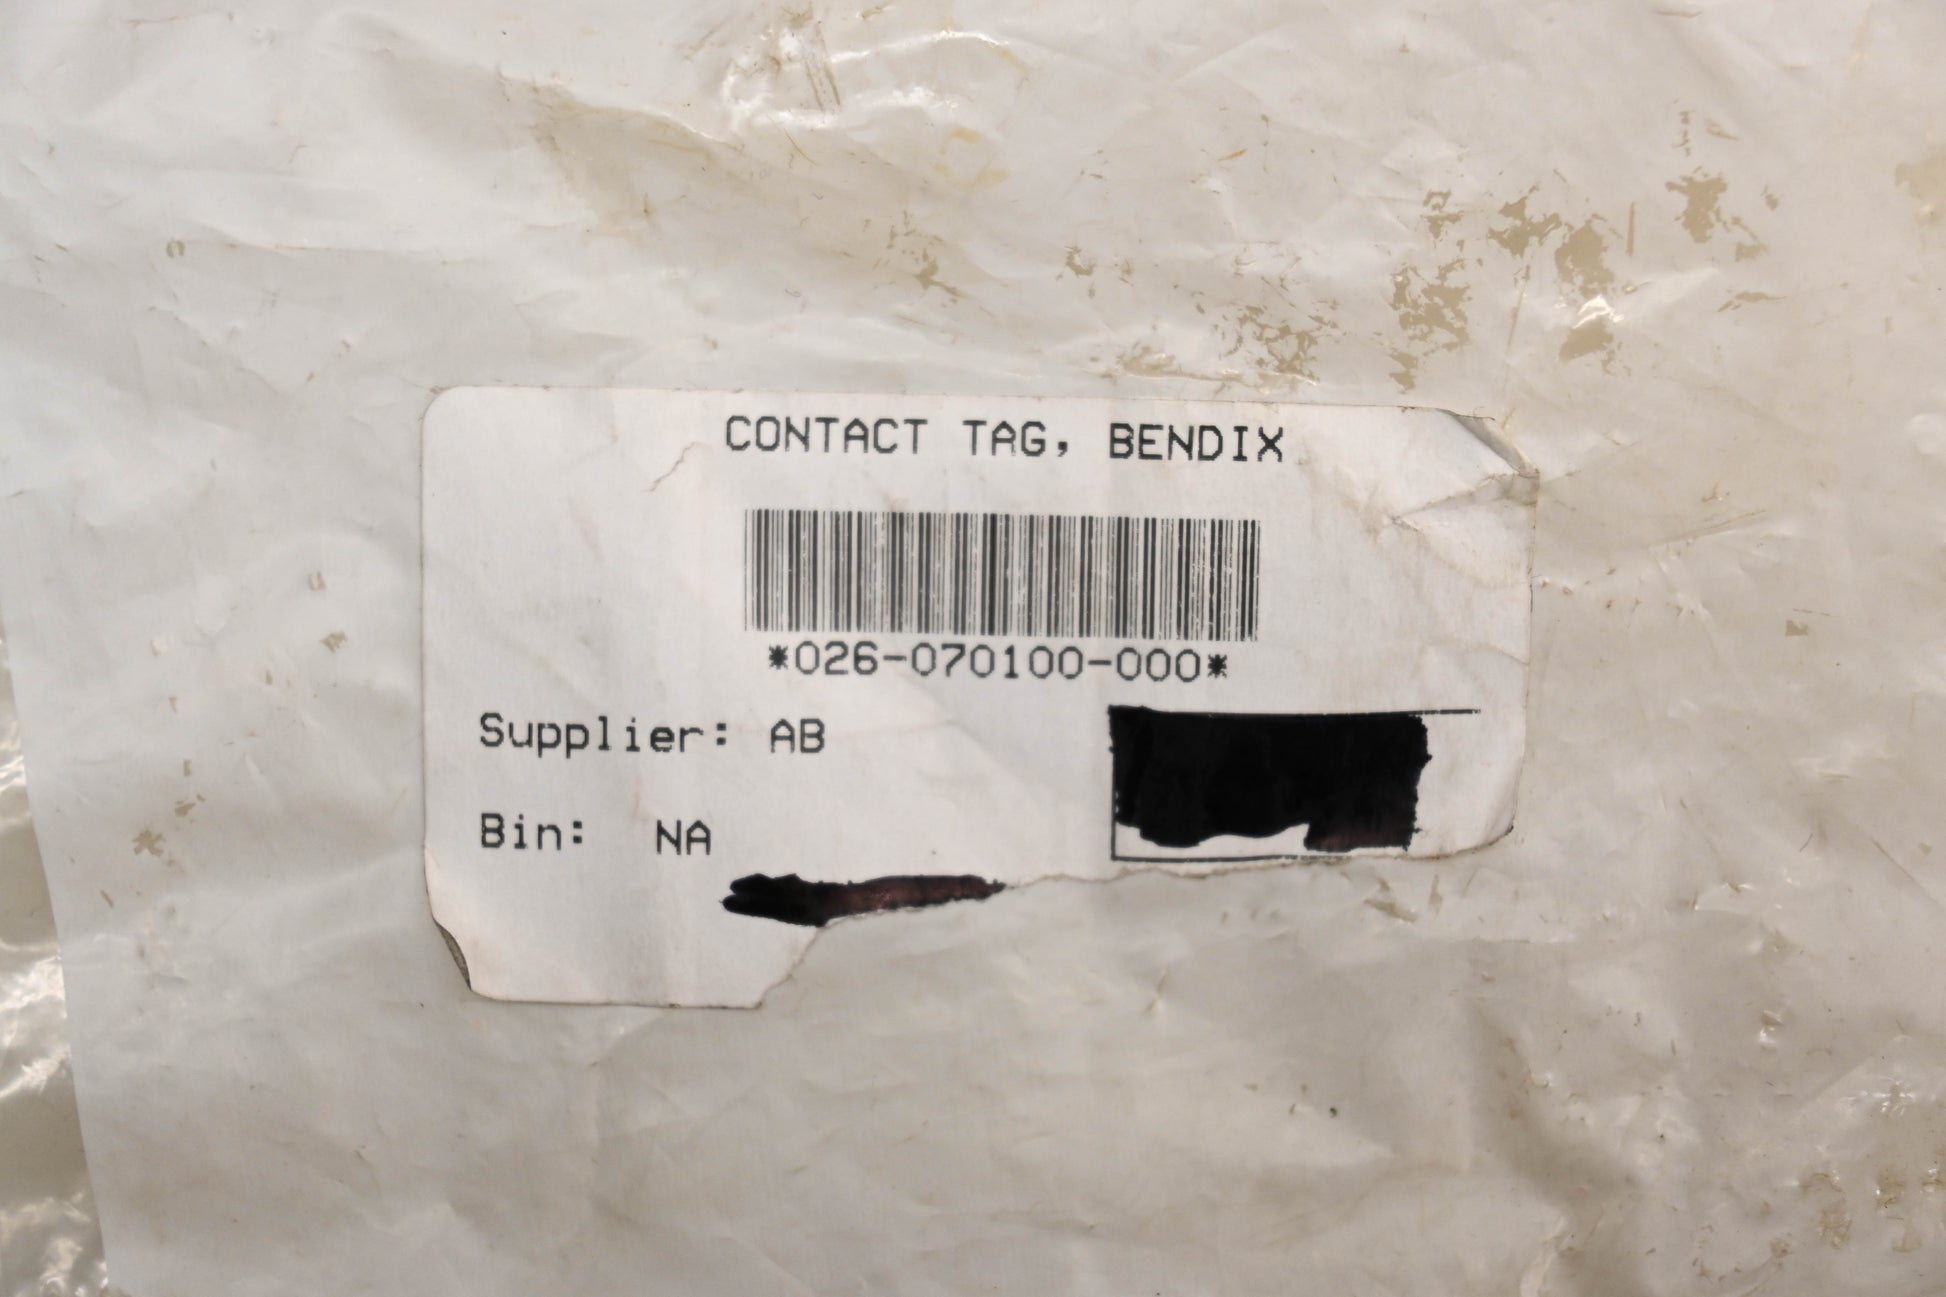 CONTACT TAG, BENDIX
*026-070100-000*
Supplier: AB
Bin: NA